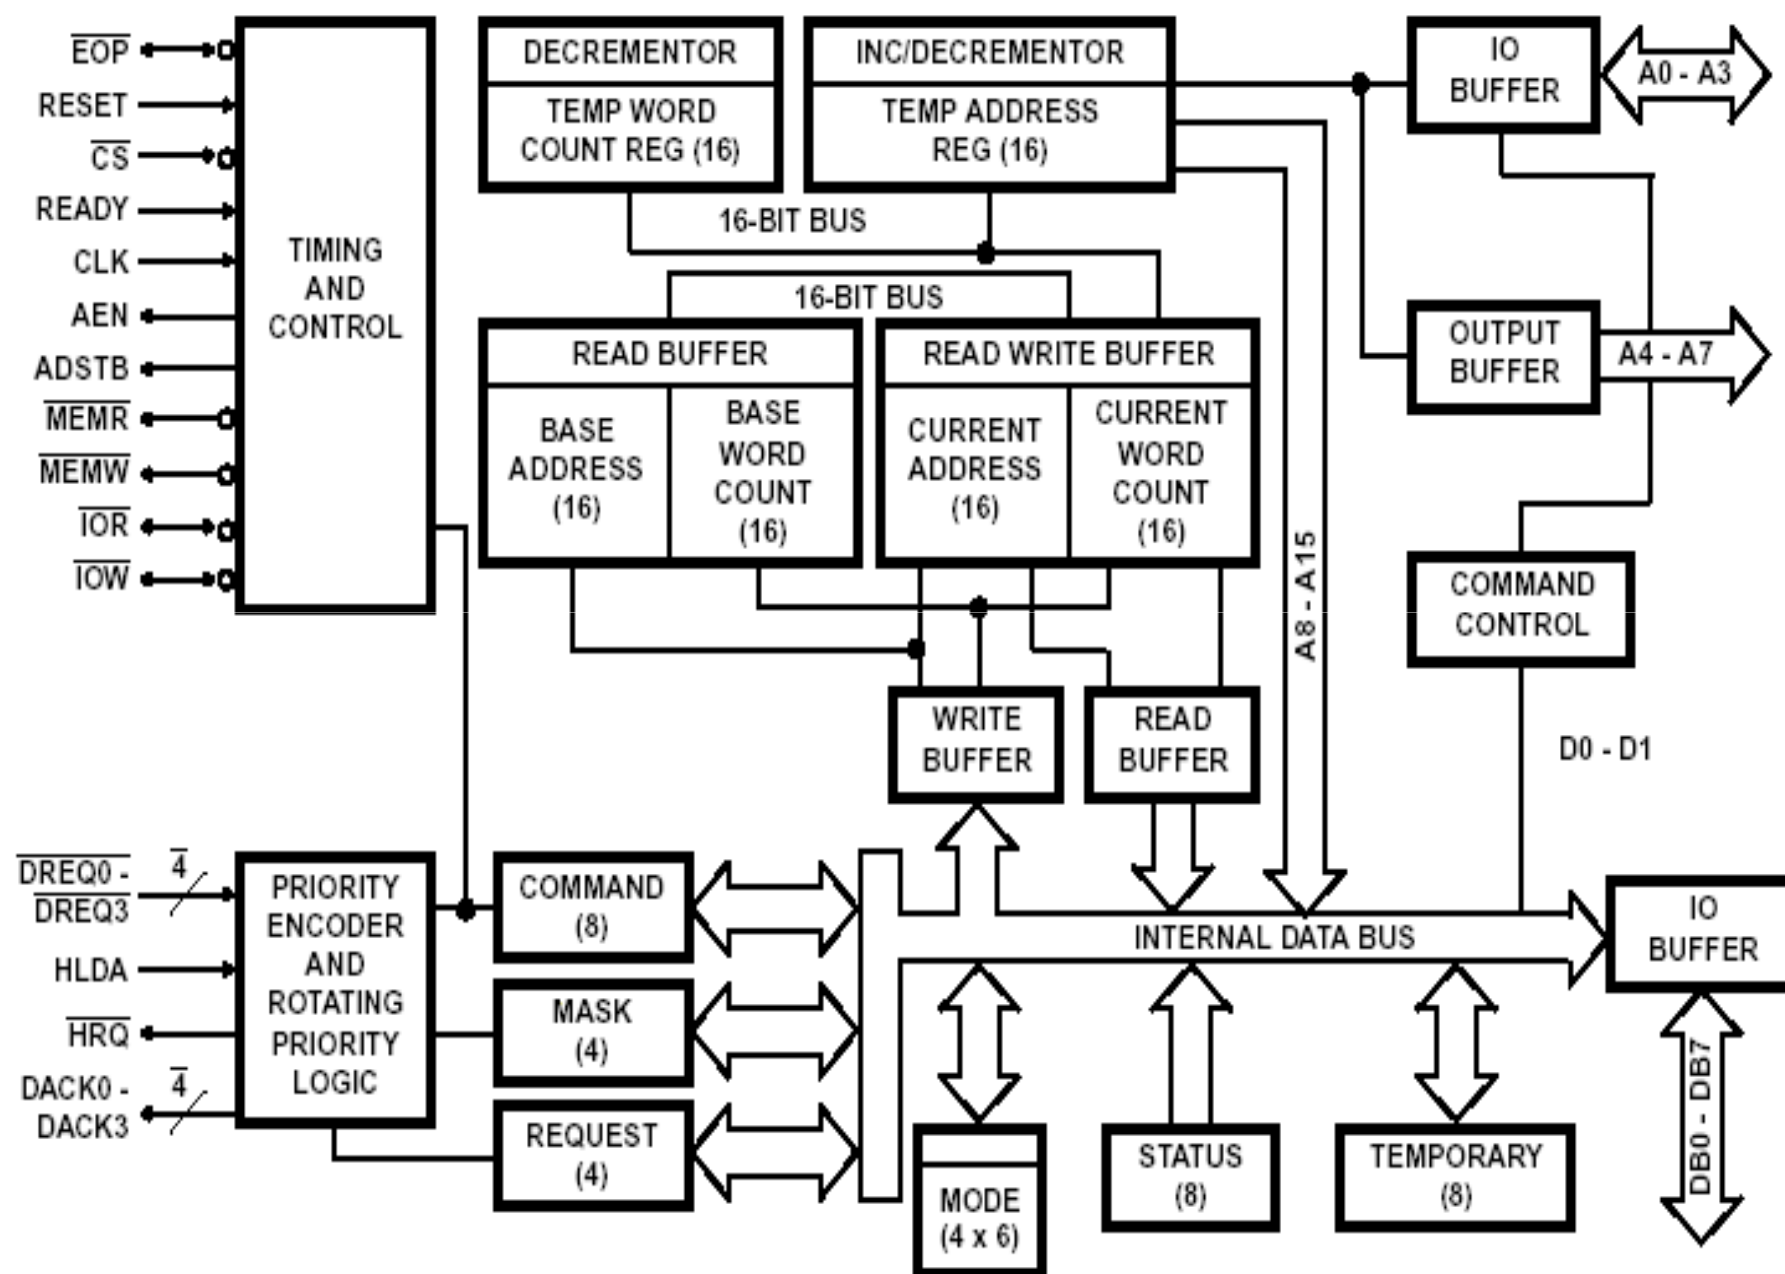 EOP
RESET
CS
READY
CLK
AEN
ADSTB
MEMR
MEMW
IOR
IOW
TIMING
AND
CONTROL
DECREMENTOR
TEMP WORD
COUNT REG (16)
INC/DECREMENTOR
TEMP ADDRESS
REG (16)
16-BIT BUS
16-BIT BUS
READ BUFFER
BASE
ADDRESS
(16)
BASE
WORD
COUNT
(16)
READ WRITE BUFFER
CURRENT
ADDRESS
(16)
CURRENT
WORD
COUNT
(16)
A8 - A15
IO
BUFFER
A0 - A3
OUTPUT
BUFFER
A4 - A7
COMMAND
CONTROL
D0 - D1
WRITE
BUFFER
READ
BUFFER
DREQ0 -
DREQ3
4
HLDA
HRQ
DACK0 -
DACK3
4
PRIORITY
ENCODER
AND
ROTATING
PRIORITY
LOGIC
COMMAND
(8)
MASK
(4)
REQUEST
(4)
INTERNAL DATA BUS
IO
BUFFER
MODE
(4 x 6)
STATUS
(8)
TEMPORARY
(8)
DB0 - DB7